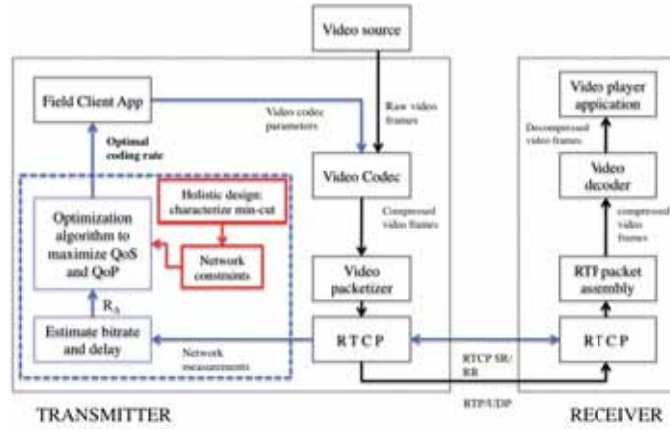 Video source
Field Client App
Video codec
parameters
Raw video
frames
Video player
application
Decompressed
video frames
Optimal
coding rate
Video Codec
Video
decoder
Holistic design:
characterize min-cut
Optimization
algorithm to
maximize QoS
and QoP
Network
constraints
Compressed
video frames
compressed
video
frames
Video
packetizer
RTP packet
assembly
R_A
Estimate bitrate
and delay
Network
measurements
RTCP
RTCP SR/
RR
RTCP
RTP/UDP
TRANSMITTER
RECEIVER